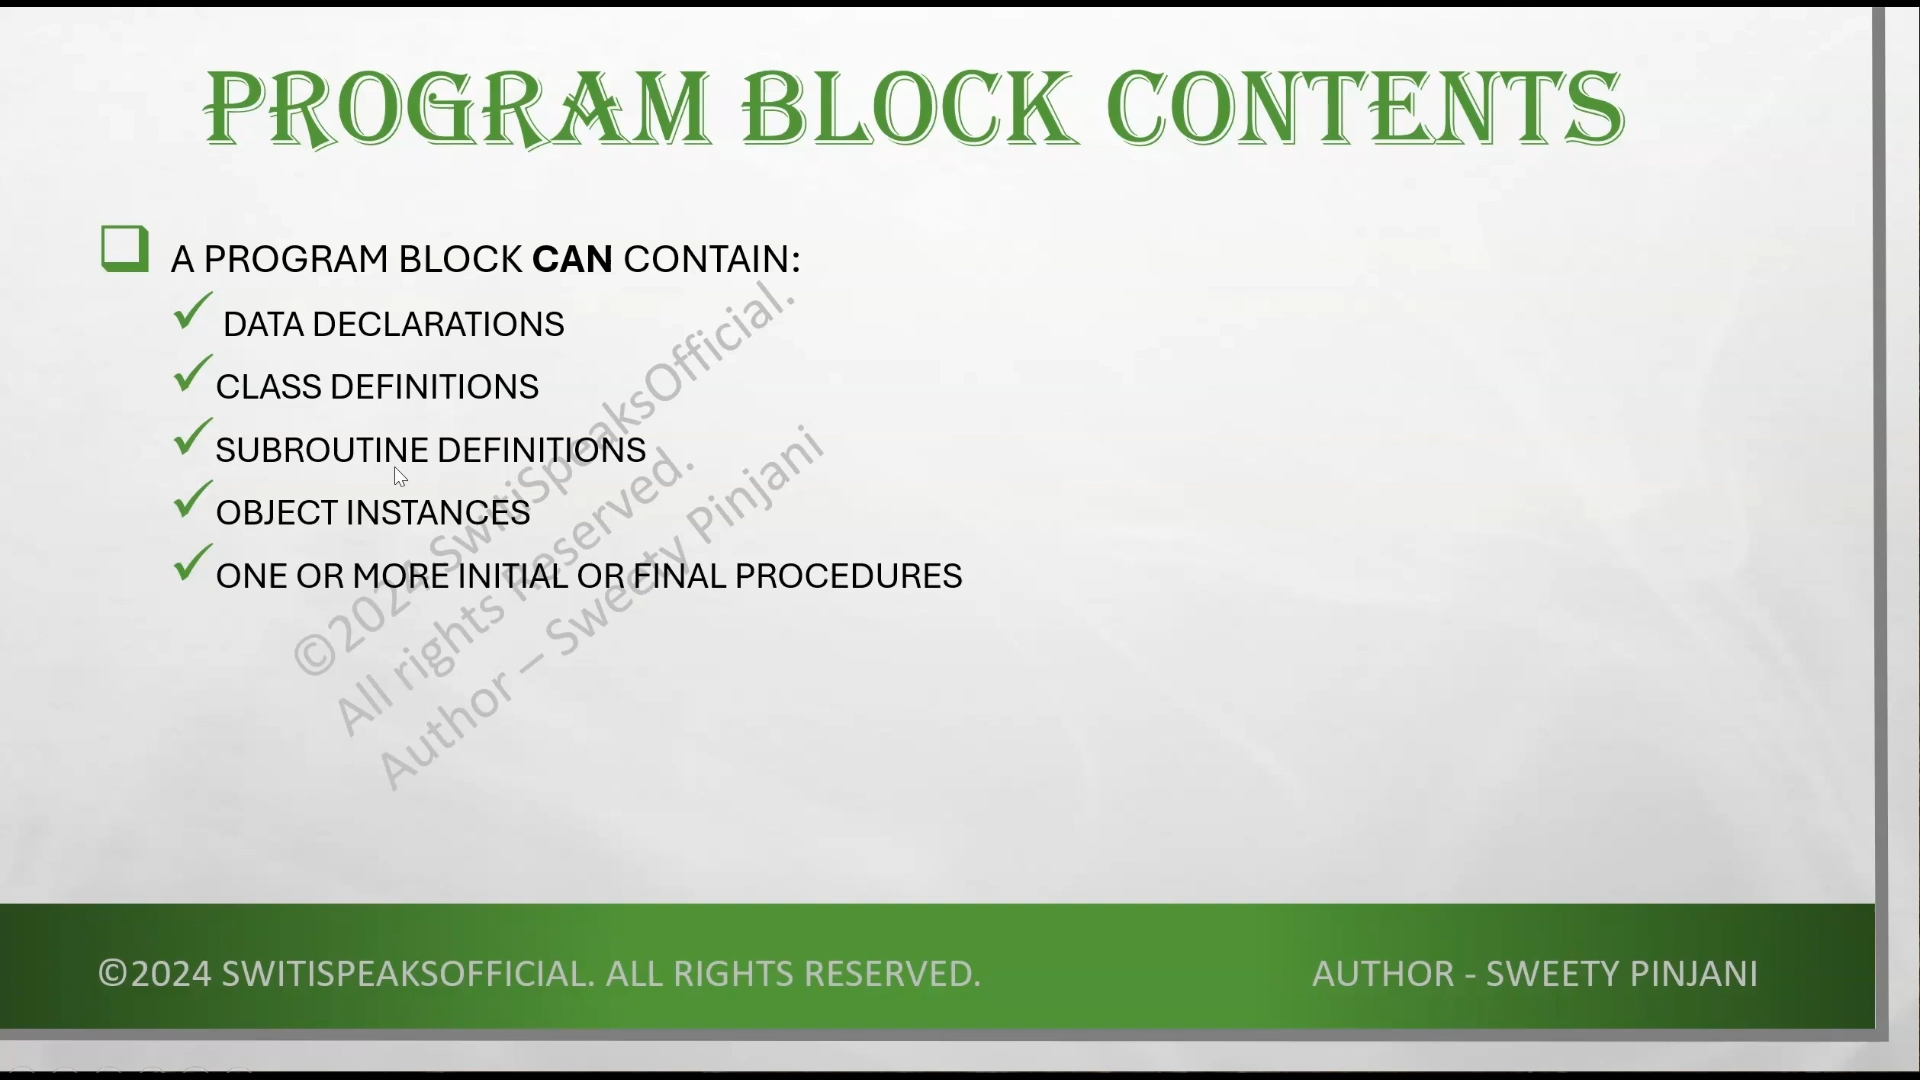 PROGRAM BLOCK CONTENTS
A PROGRAM BLOCK CAN CONTAIN:
DATA DECLARATIONS
CLASS DEFINITIONS
SUBROUTINE DEFINITIONS
OBJECT INSTANCES
ONE OR MORE INITIAL OR FINAL PROCEDURES
©2024 SwitiSpeaksOfficial.
All rights Reserved.
Author – Sweety Pinjani
©2024 SWITISPEAKSOFFICIAL. ALL RIGHTS RESERVED.
AUTHOR - SWEETY PINJANI